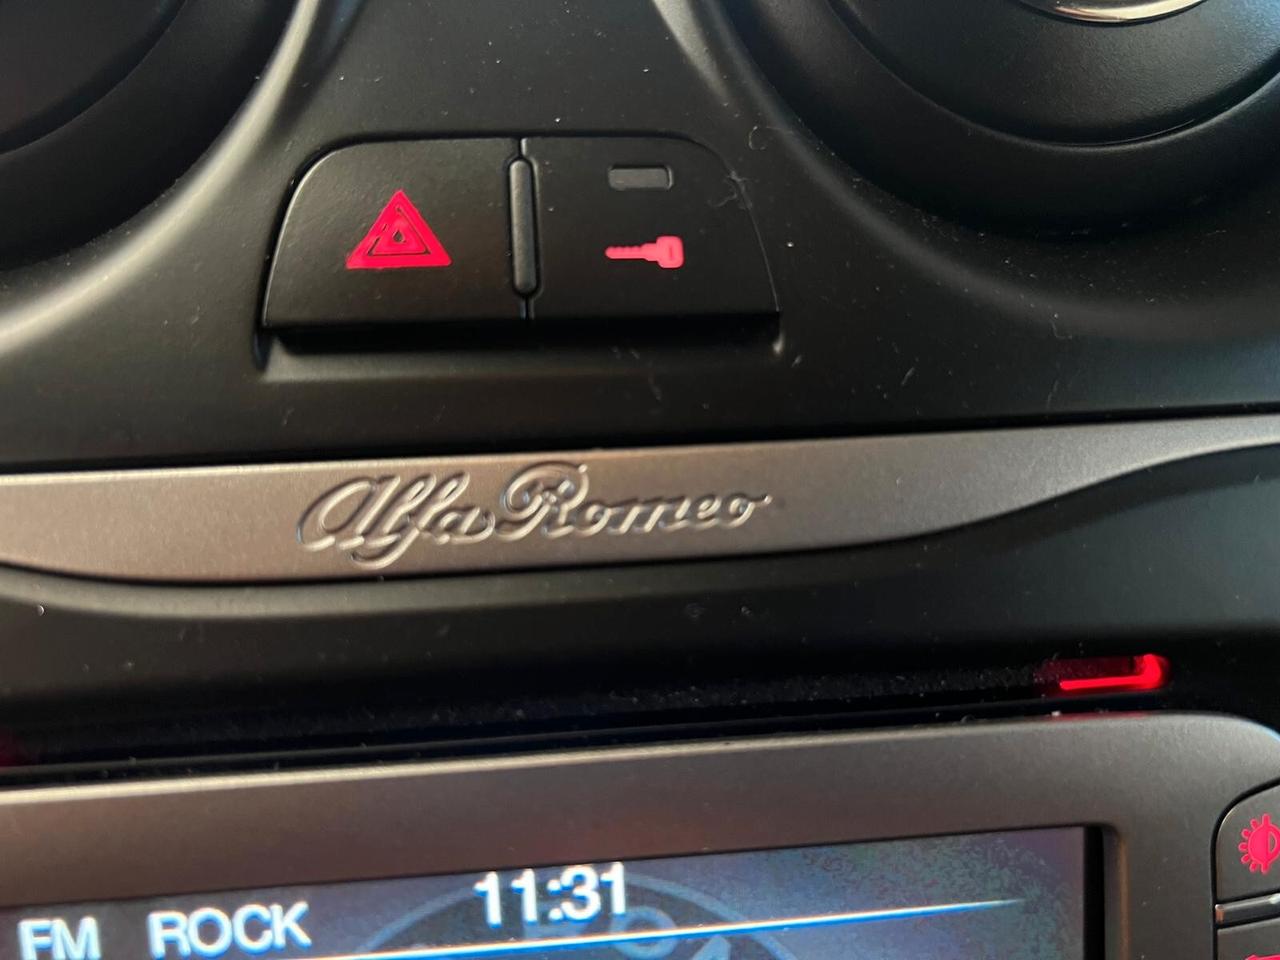 Alfa Romeo
11:31
FM ROCK